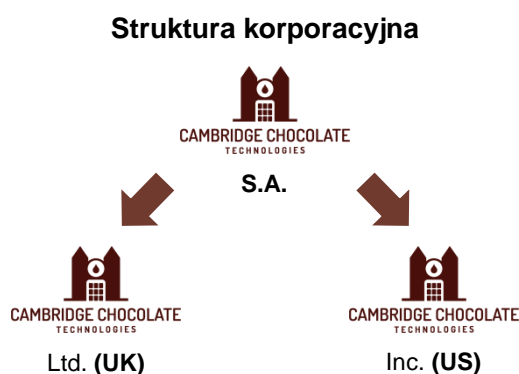 Struktura korporacyjna
CAMBRIDGE CHOCOLATE
TECHNOLOGIES
S.A.
CAMBRIDGE CHOCOLATE
TECHNOLOGIES
Ltd. (UK)
CAMBRIDGE CHOCOLATE
TECHNOLOGIES
Inc. (US)